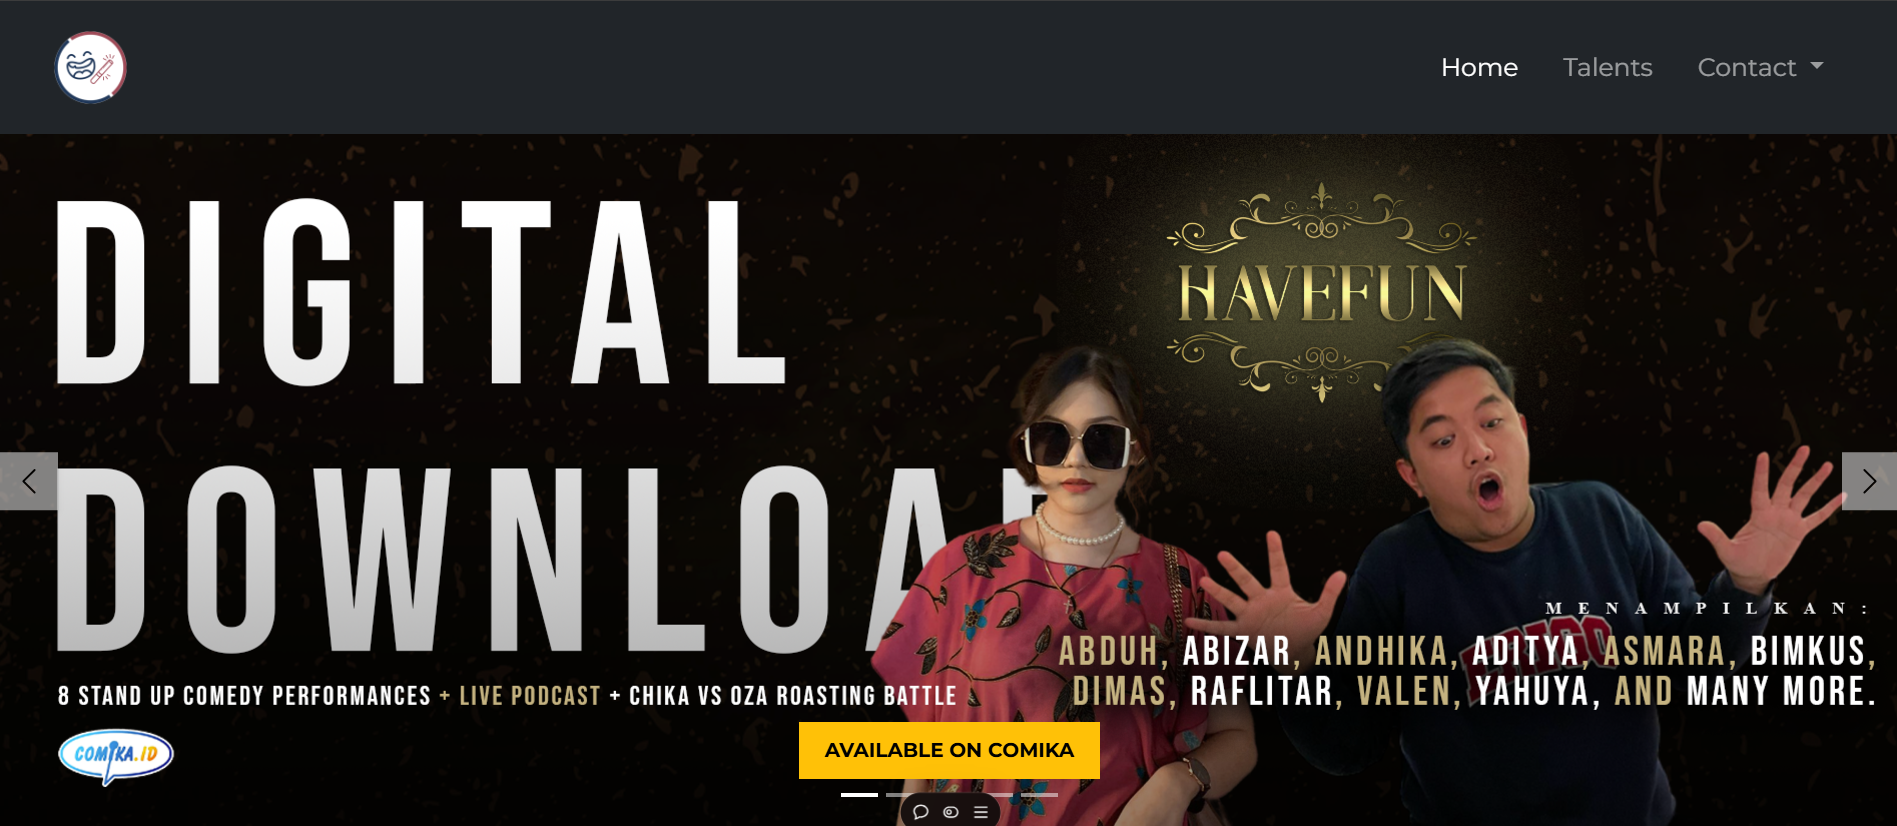 Home Talents Contact
DIGITAL
HAVEFUN
DOWNLOA
MENAMPILKAN:
ABDUH, ABIZAR, ANDHIKA, ADITYA, ASMARA, BIMKUS,
DIMAS, RAFLITAR, VALEN, YAHUYA, AND MANY MORE.
8 STAND UP COMEDY PERFORMANCES + LIVE PODCAST + CHIKA VS OZA ROASTING BATTLE
COMIKA.ID
AVAILABLE ON COMIKA